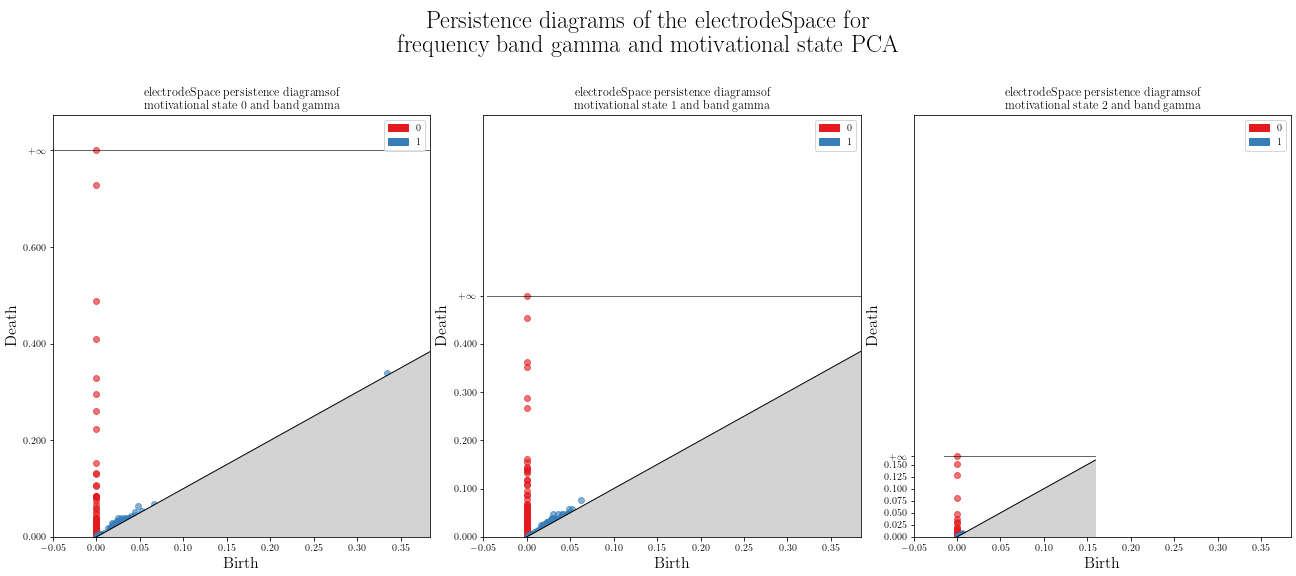 Persistence diagrams of the electrodeSpace for
frequency band gamma and motivational state PCA
electrodeSpace persistence diagramsof
motivational state 0 and band gamma
0
1
+∞
0.600
0.400
0.200
0.000
Death
−0.05 0.00 0.05 0.10 0.15 0.20 0.25 0.30 0.35
Birth
electrodeSpace persistence diagramsof
motivational state 1 and band gamma
0
1
+∞
0.400
0.300
0.200
0.100
0.000
Death
−0.05 0.00 0.05 0.10 0.15 0.20 0.25 0.30 0.35
Birth
electrodeSpace persistence diagramsof
motivational state 2 and band gamma
0
1
+∞
0.150
0.125
0.100
0.075
0.050
0.025
0.000
Death
−0.05 0.00 0.05 0.10 0.15 0.20 0.25 0.30 0.35
Birth